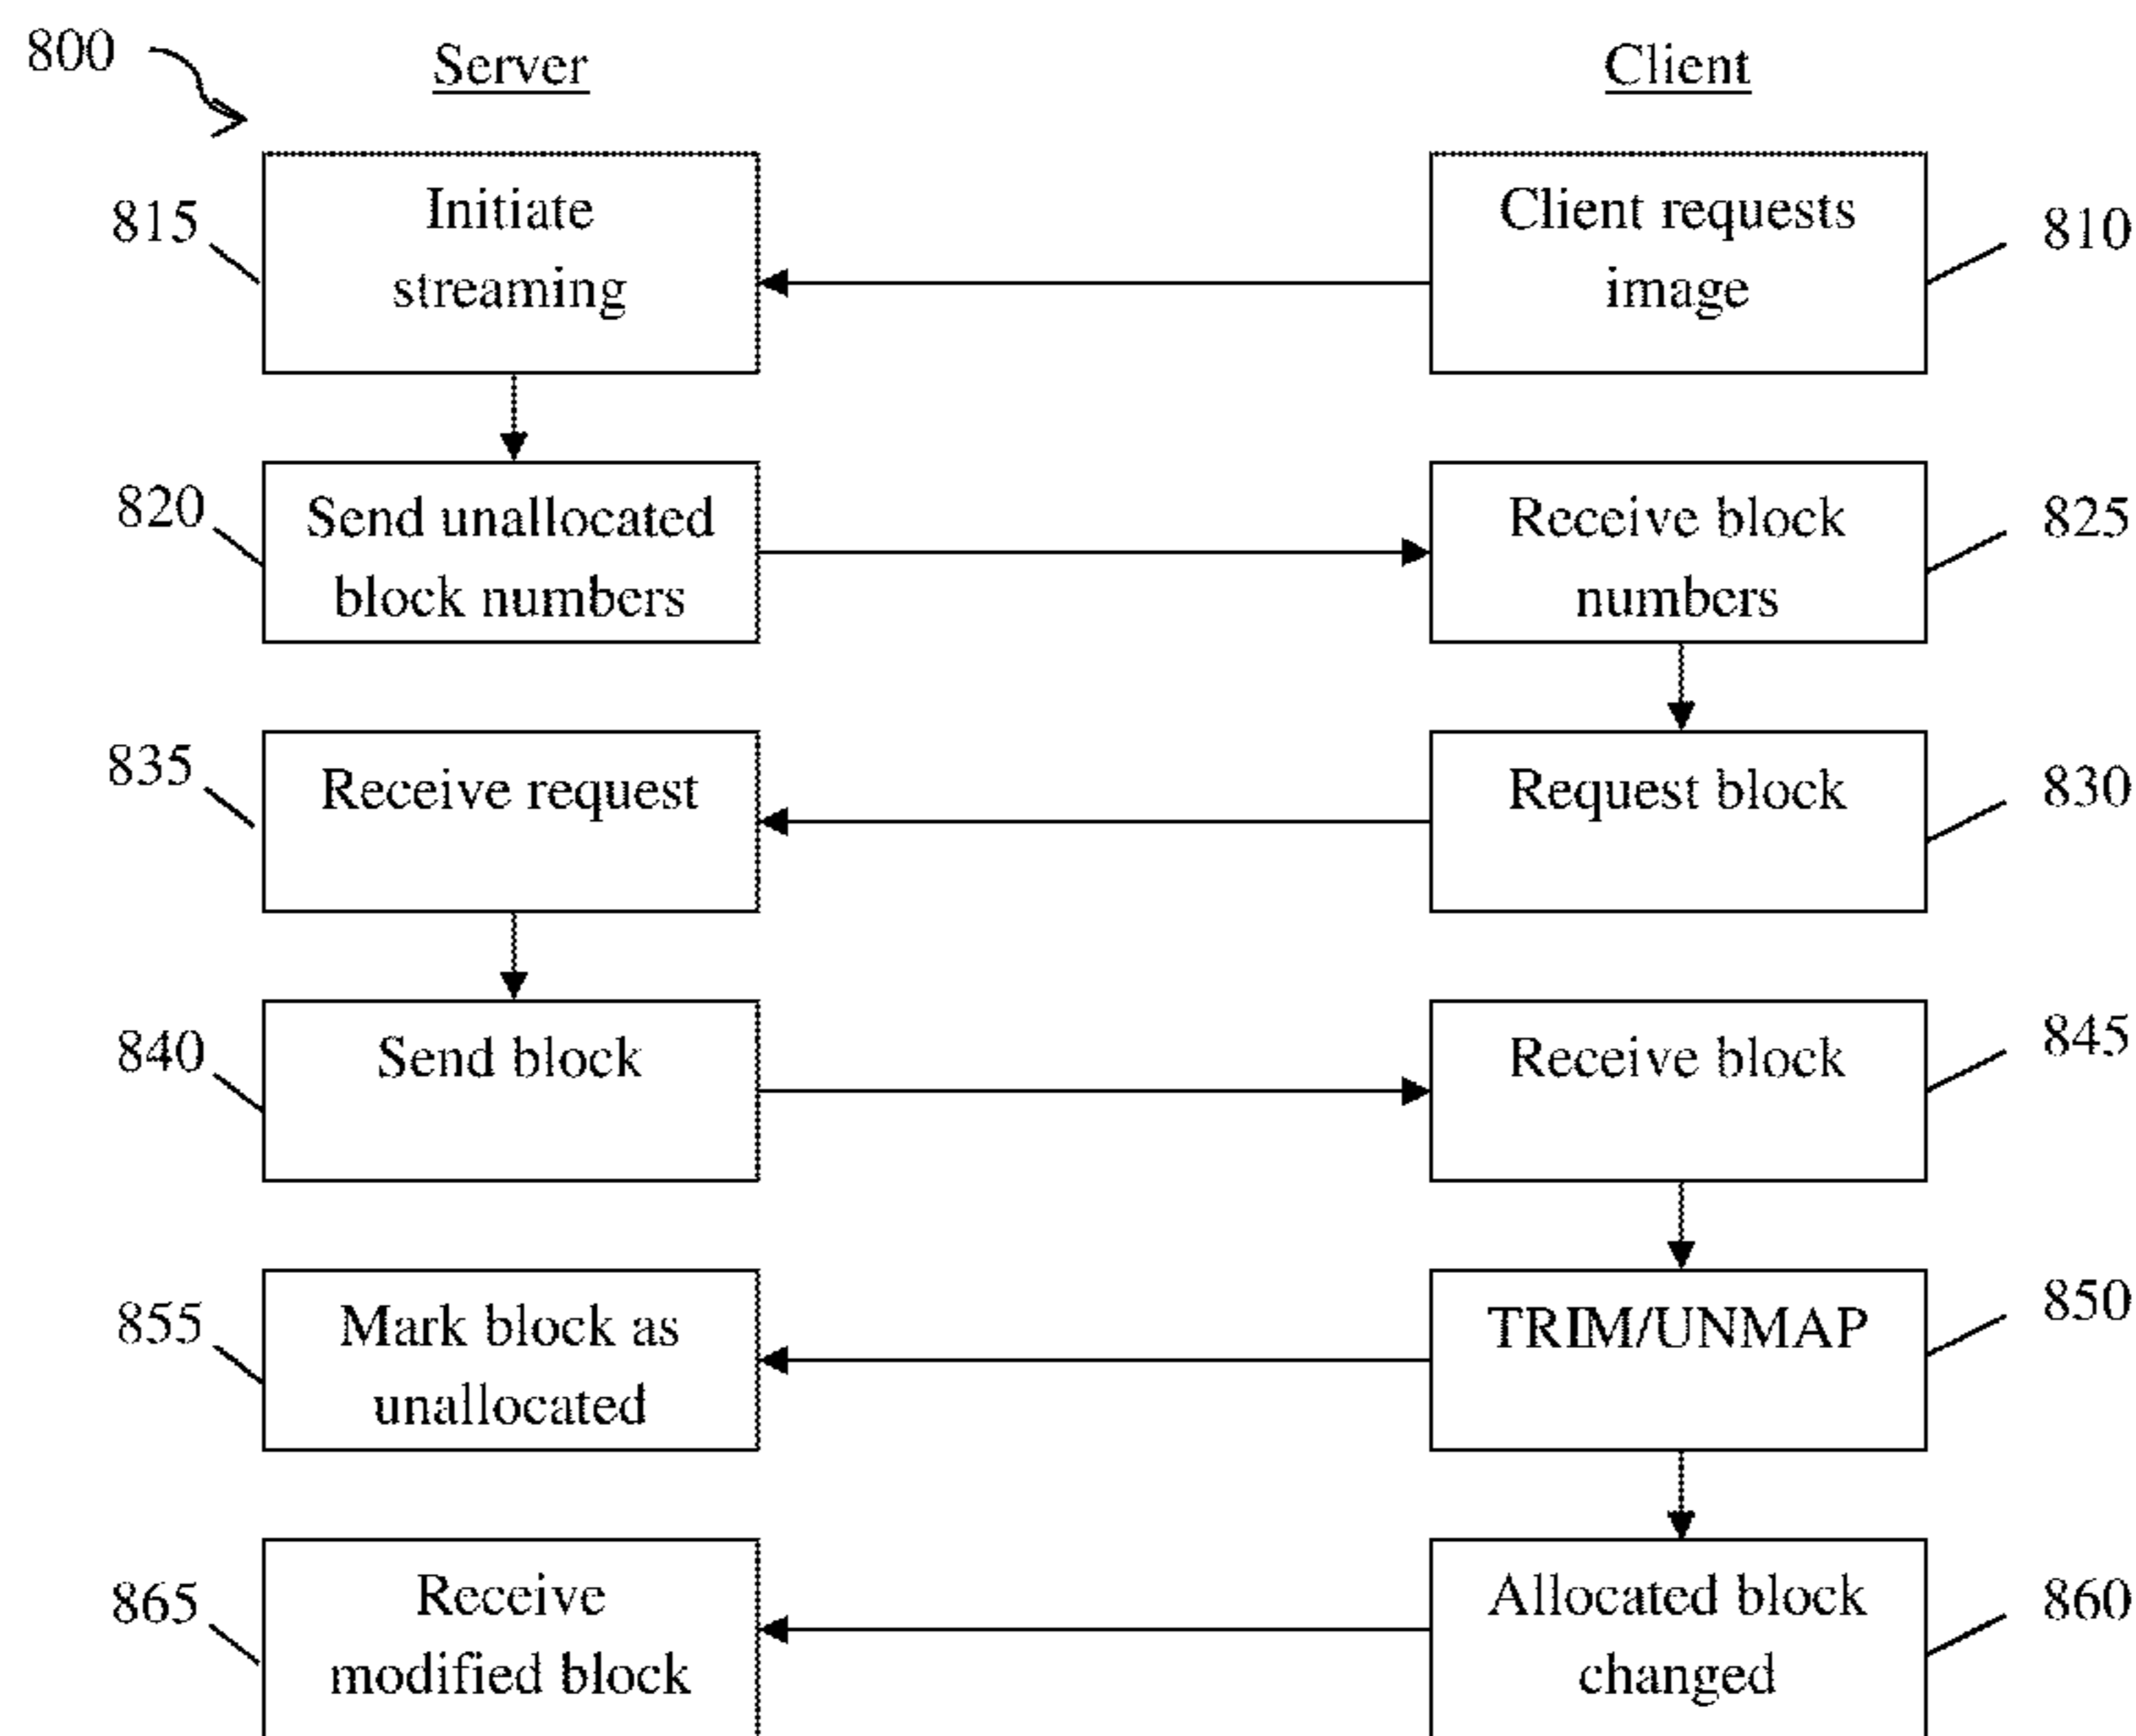 800
Server
Client
815
Initiate
streaming
Client requests
image
810
820
Send unallocated
block numbers
Receive block
numbers
825
835
Receive request
Request block
830
840
Send block
Receive block
845
855
Mark block as
unallocated
TRIM/UNMAP
850
865
Receive
modified block
Allocated block
changed
860